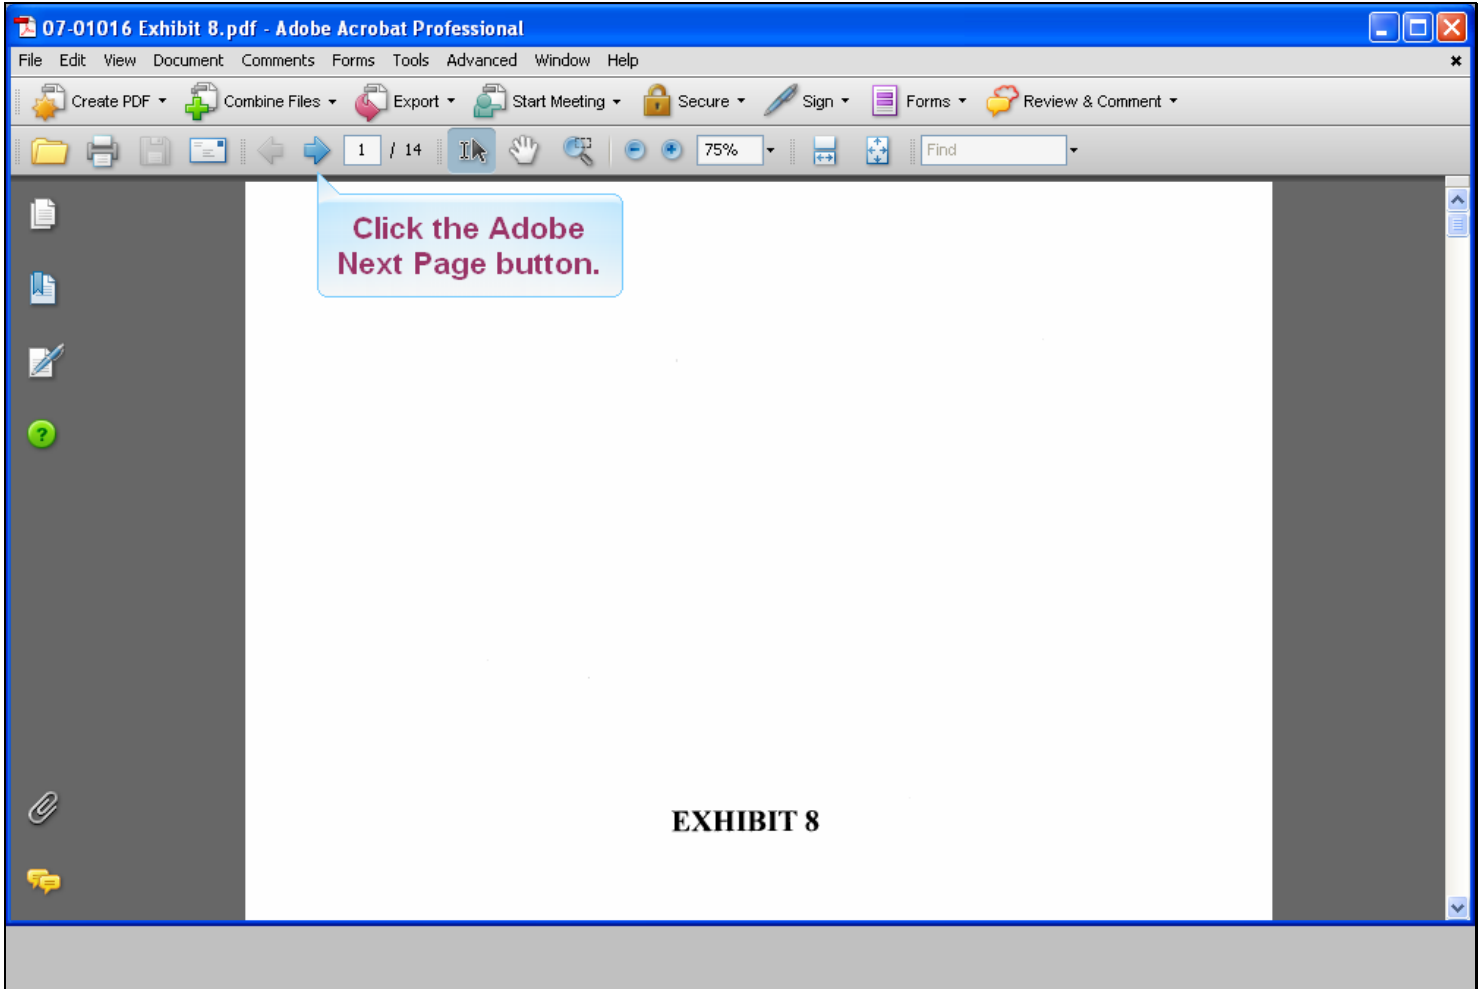 07-01016 Exhibit 8.pdf - Adobe Acrobat Professional
File Edit View Document Comments Forms Tools Advanced Window Help
Create PDF Combine Files Export Start Meeting Secure Sign Forms Review & Comment
1 / 14 75% Find
Click the Adobe
Next Page button.
EXHIBIT 8